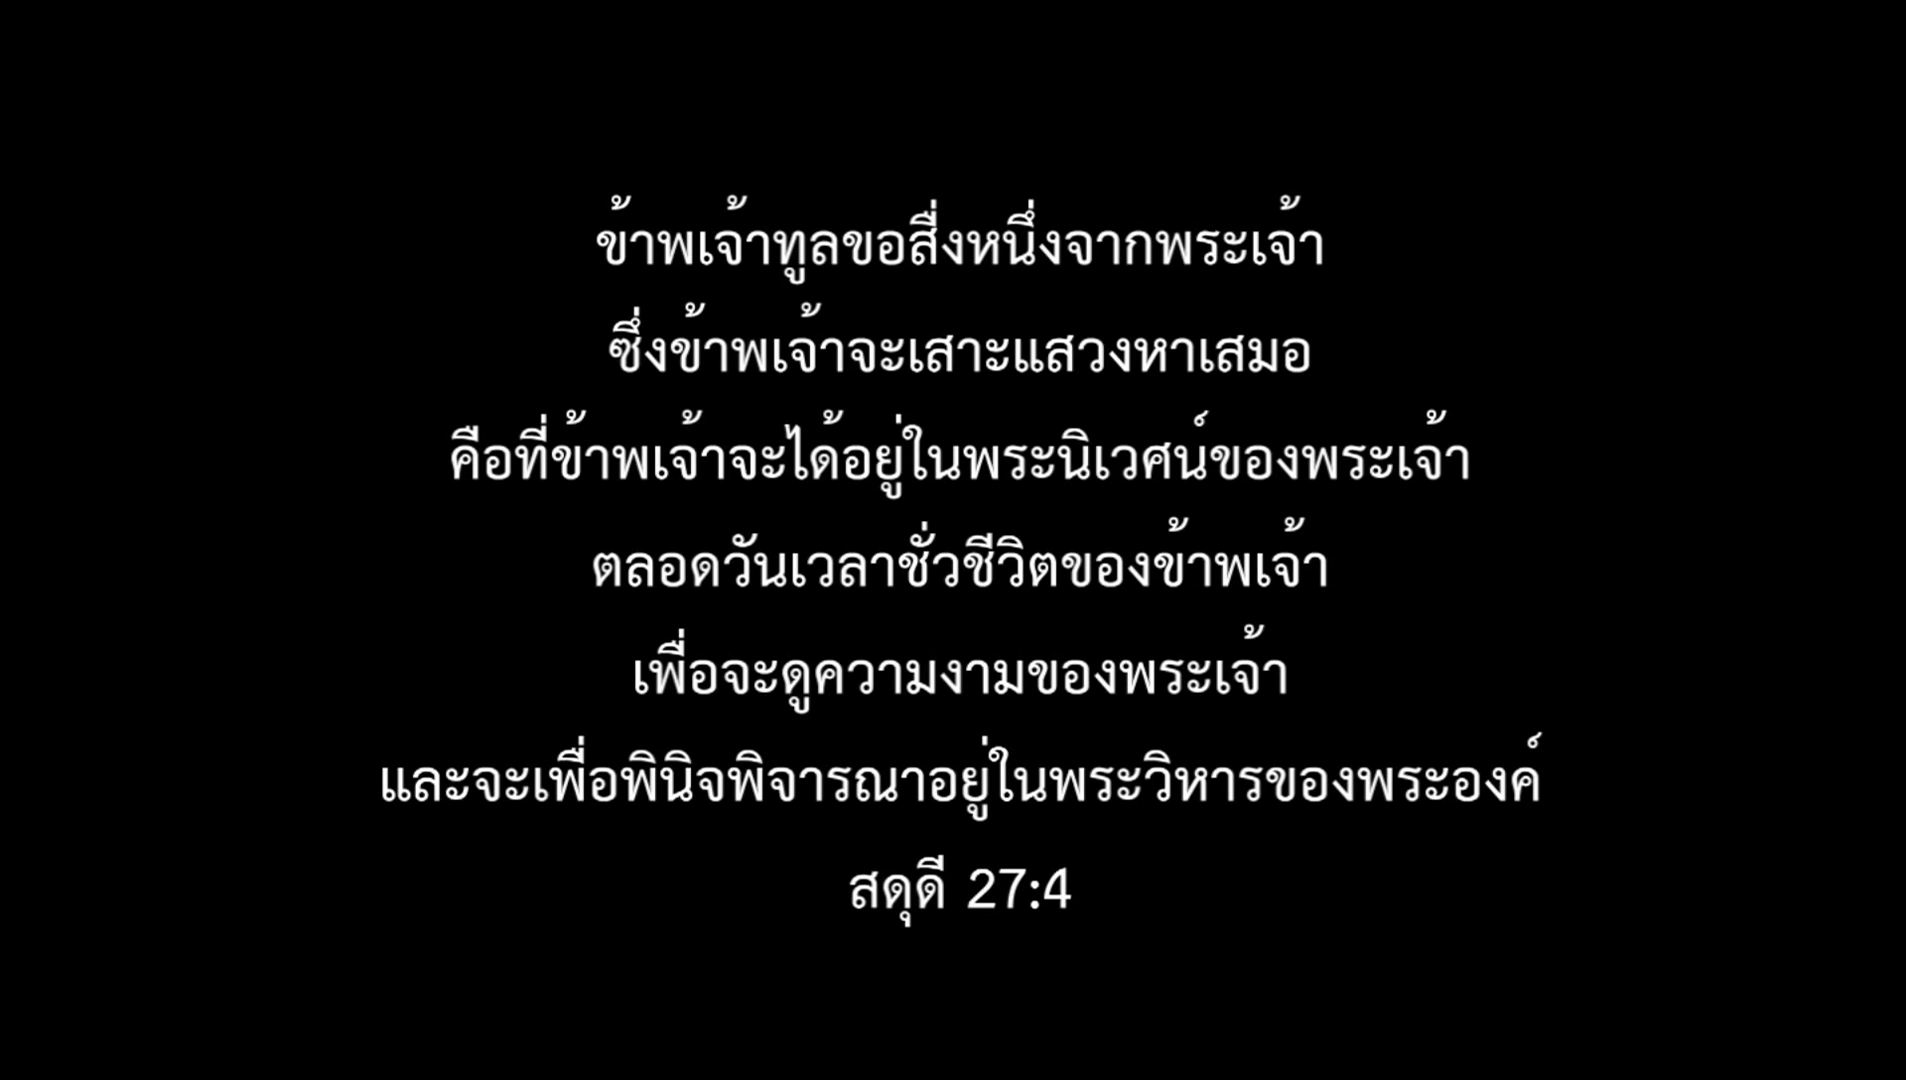 ข้าพเจ้าทูลขอสิ่งหนึ่งจากพระเจ้า
ซึ่งข้าพเจ้าจะเสาะแสวงหาเสมอ
คือที่ข้าพเจ้าจะได้อยู่ในพระนิเวศน์ของพระเจ้า
ตลอดวันเวลาชั่วชีวิตของข้าพเจ้า
เพื่อจะดูความงามของพระเจ้า
และจะเพื่อพินิจพิจารณาอยู่ในพระวิหารของพระองค์
สดุดี 27:4